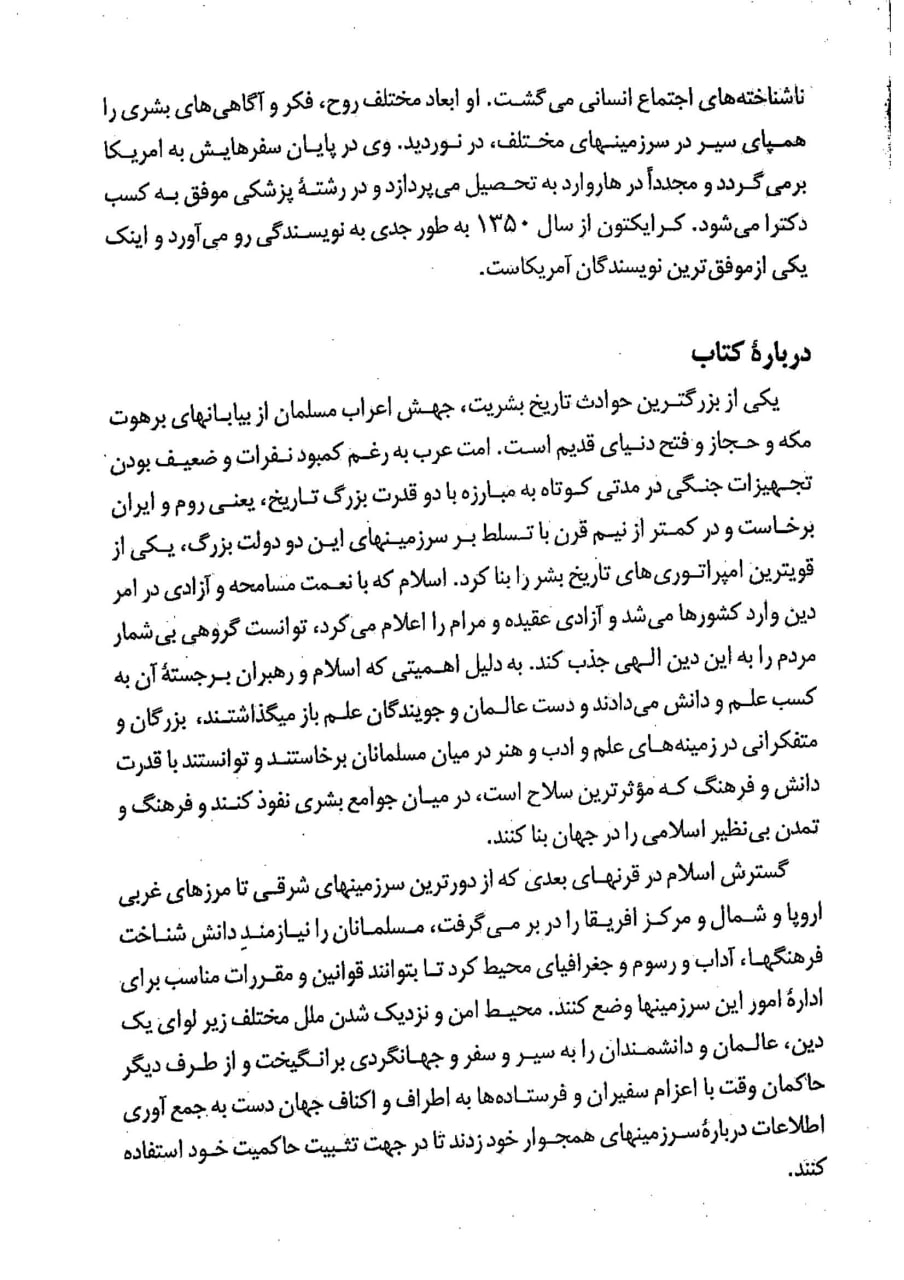 ناشناخته‌های اجتماع انسانی می‌گشت. او ابعاد مختلف روح، فکر و آگاهی‌های بشری را
همپای سیر در سرزمینهای مختلف، در نوردید. وی در پایان سفرهایش به امریکا
برمی‌گردد و مجدداً در هاروارد به تحصیل می‌پردازد و در رشتهٔ پزشکی موفق به کسب
دکترا می‌شود. کرایکتون از سال ۱۳۵۰ به طور جدی به نویسندگی رو می‌آورد و اینک
یکی ازموفق‌ترین نویسندگان آمریکاست.
دربارهٔ کتاب
یکی از بزرگترین حوادث تاریخ بشریت، جهش اعراب مسلمان از بیابانهای برهوت
مکه و حجاز و فتح دنیای قدیم است. امت عرب به رغم کمبود نفرات و ضعیف بودن
تجهیزات جنگی در مدتی کوتاه به مبارزه با دو قدرت بزرگ تاریخ، یعنی روم و ایران
برخاست و در کمتر از نیم قرن با تسلط بر سرزمینهای این دو دولت بزرگ، یکی از
قویترین امپراتوری‌های تاریخ بشر را بنا کرد. اسلام که با نعمت مسامحه و آزادی در امر
دین وارد کشورها می‌شد و آزادی عقیده و مرام را اعلام می‌کرد، توانست گروهی بی‌شمار
مردم را به این دین الهی جذب کند. به دلیل اهمیتی که اسلام و رهبران برجستهٔ آن به
کسب علم و دانش می‌دادند و دست عالمان و جویندگان علم باز میگذاشتند، بزرگان و
متفکرانی در زمینه‌های علم و ادب و هنر در میان مسلمانان برخاستند و توانستند با قدرت
دانش و فرهنگ که مؤثرترین سلاح است، در میان جوامع بشری نفوذ کنند و فرهنگ و
تمدن بی‌نظیر اسلامی را در جهان بنا کنند.
گسترش اسلام در قرنهای بعدی که از دورترین سرزمینهای شرقی تا مرزهای غربی
اروپا و شمال و مرکز افریقا را در بر می‌گرفت، مسلمانان را نیازمندِ دانش شناخت
فرهنگها، آداب و رسوم و جغرافیای محیط کرد تا بتوانند قوانین و مقررات مناسب برای
ادارهٔ امور این سرزمینها وضع کنند. محیط امن و نزدیک شدن ملل مختلف زیر لوای یک
دین، عالمان و دانشمندان را به سیر و سفر و جهانگردی برانگیخت و از طرف دیگر
حاکمان وقت با اعزام سفیران و فرستاده‌ها به اطراف و اکناف جهان دست به جمع آوری
اطلاعات دربارهٔ سرزمینهای همجوار خود زدند تا در جهت تثبیت حاکمیت خود استفاده
کنند.